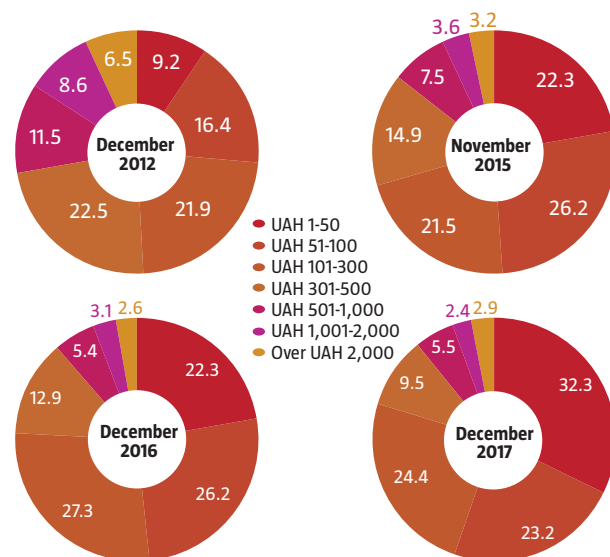 6.5
9.2
8.6
16.4
11.5
December
2012
22.5
21.9
3.6
3.2
7.5
22.3
14.9
November
2015
21.5
26.2
UAH 1-50
UAH 51-100
UAH 101-300
UAH 301-500
UAH 501-1,000
UAH 1,001-2,000
Over UAH 2,000
3.1
2.6
5.4
22.3
12.9
December
2016
27.3
26.2
2.4
2.9
5.5
32.3
9.5
December
2017
24.4
23.2